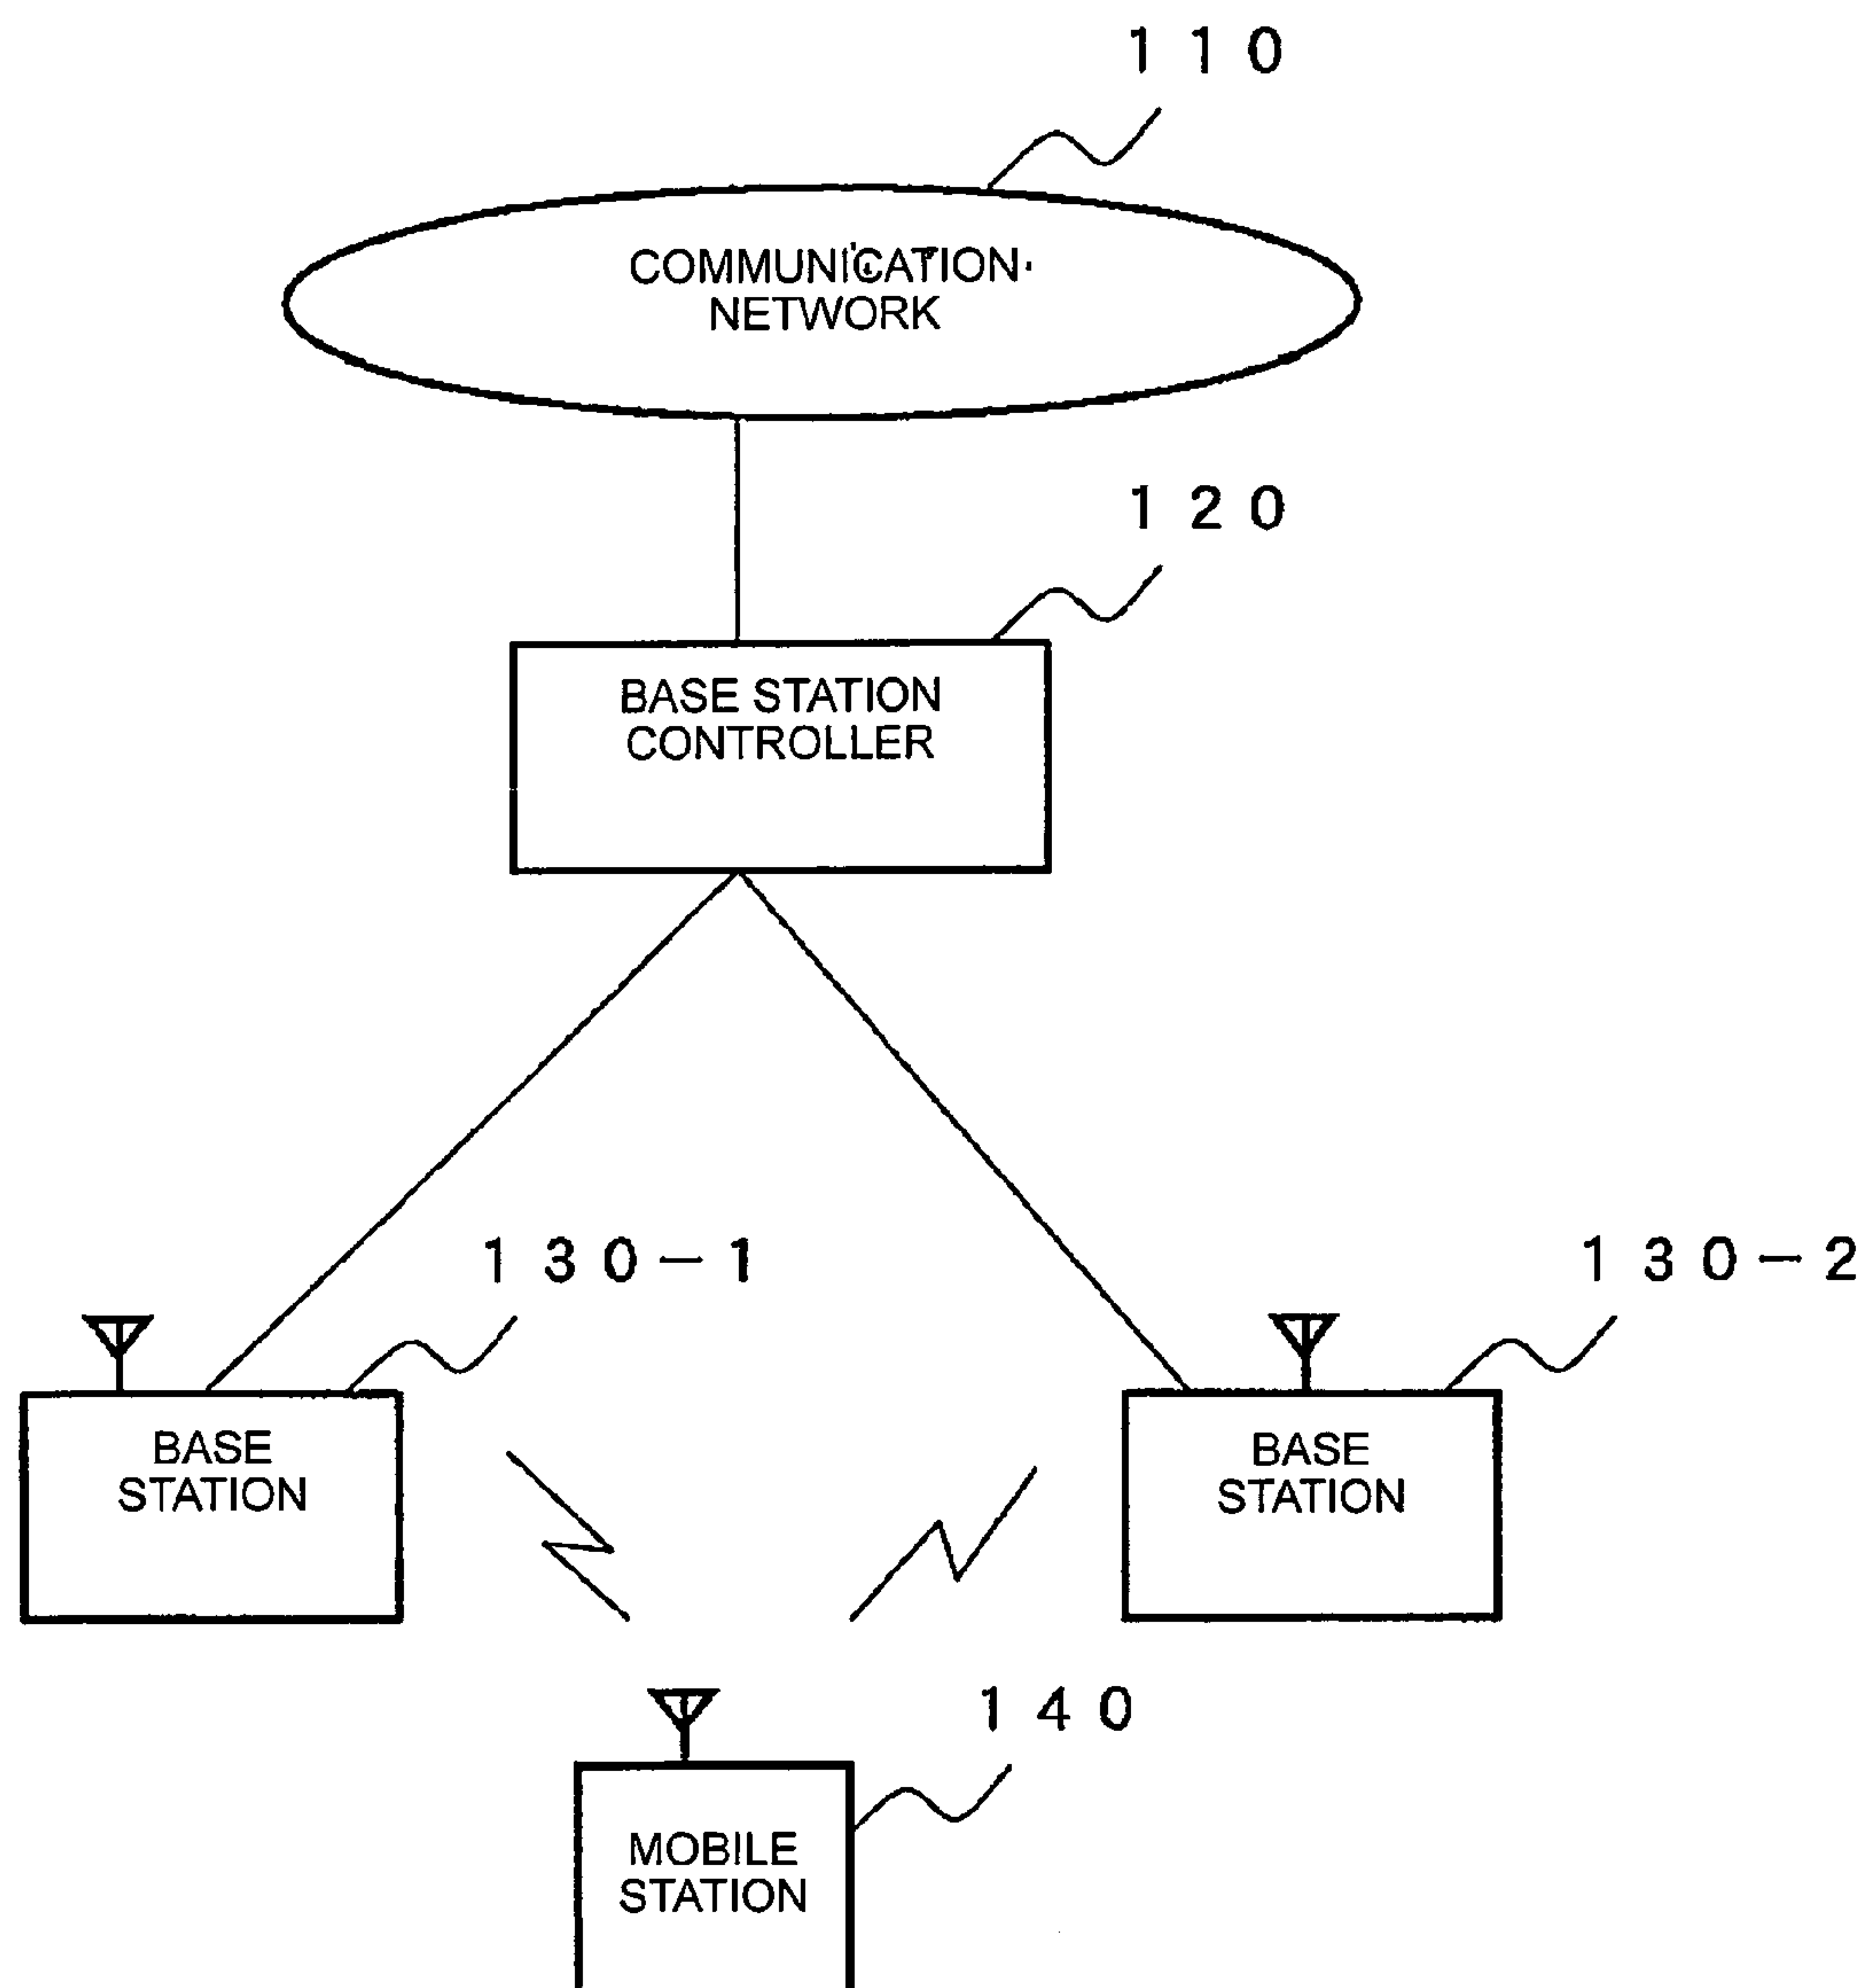 110
COMMUNICATION
NETWORK
120
BASE STATION
CONTROLLER
130-1
130-2
BASE
STATION
BASE
STATION
140
MOBILE
STATION